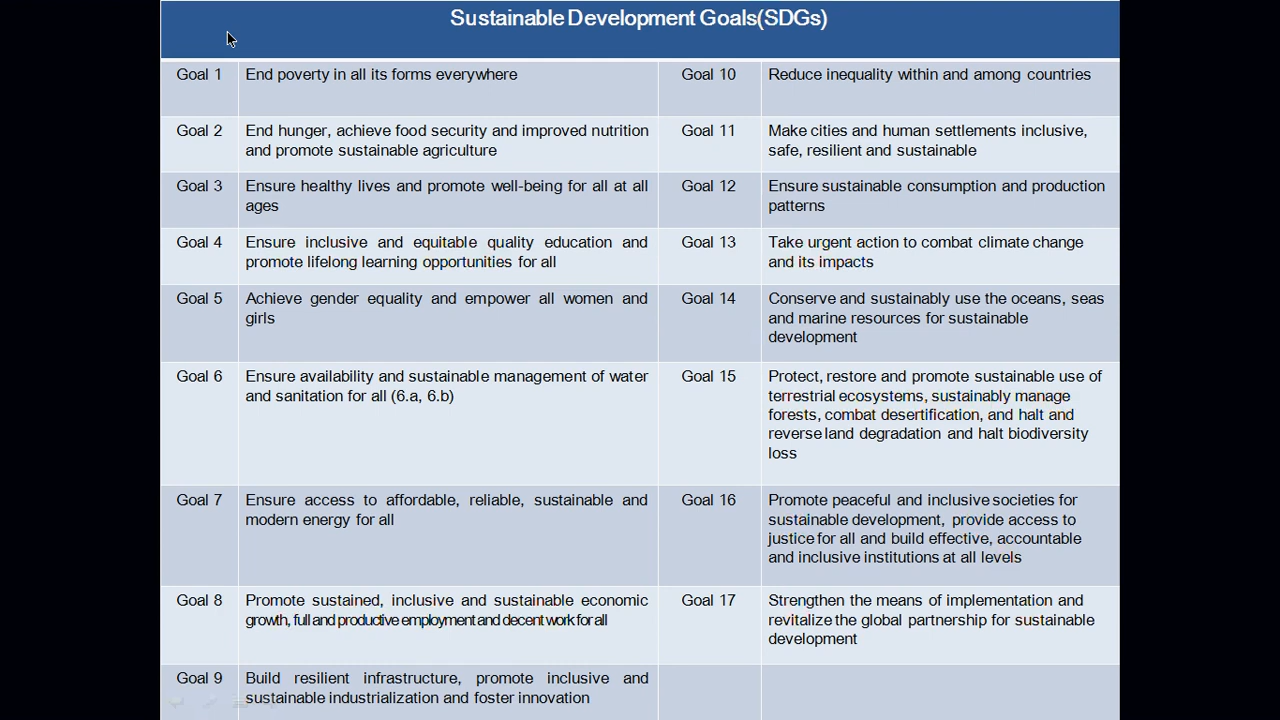 Sustainable Development Goals(SDGs)
Goal 1
End poverty in all its forms everywhere
Goal 10
Reduce inequality within and among countries
Goal 2
End hunger, achieve food security and improved nutrition
and promote sustainable agriculture
Goal 11
Make cities and human settlements inclusive,
safe, resilient and sustainable
Goal 3
Ensure healthy lives and promote well-being for all at all
ages
Goal 12
Ensure sustainable consumption and production
patterns
Goal 4
Ensure inclusive and equitable quality education and
promote lifelong learning opportunities for all
Goal 13
Take urgent action to combat climate change
and its impacts
Goal 5
Achieve gender equality and empower all women and
girls
Goal 14
Conserve and sustainably use the oceans, seas
and marine resources for sustainable
development
Goal 6
Ensure availability and sustainable management of water
and sanitation for all (6.a, 6.b)
Goal 15
Protect, restore and promote sustainable use of
terrestrial ecosystems, sustainably manage
forests, combat desertification, and halt and
reverse land degradation and halt biodiversity
loss
Goal 7
Ensure access to affordable, reliable, sustainable and
modern energy for all
Goal 16
Promote peaceful and inclusive societies for
sustainable development, provide access to
justice for all and build effective, accountable
and inclusive institutions at all levels
Goal 8
Promote sustained, inclusive and sustainable economic
growth, full and productive employment and decent work for all
Goal 17
Strengthen the means of implementation and
revitalize the global partnership for sustainable
development
Goal 9
Build resilient infrastructure, promote inclusive and
sustainable industrialization and foster innovation